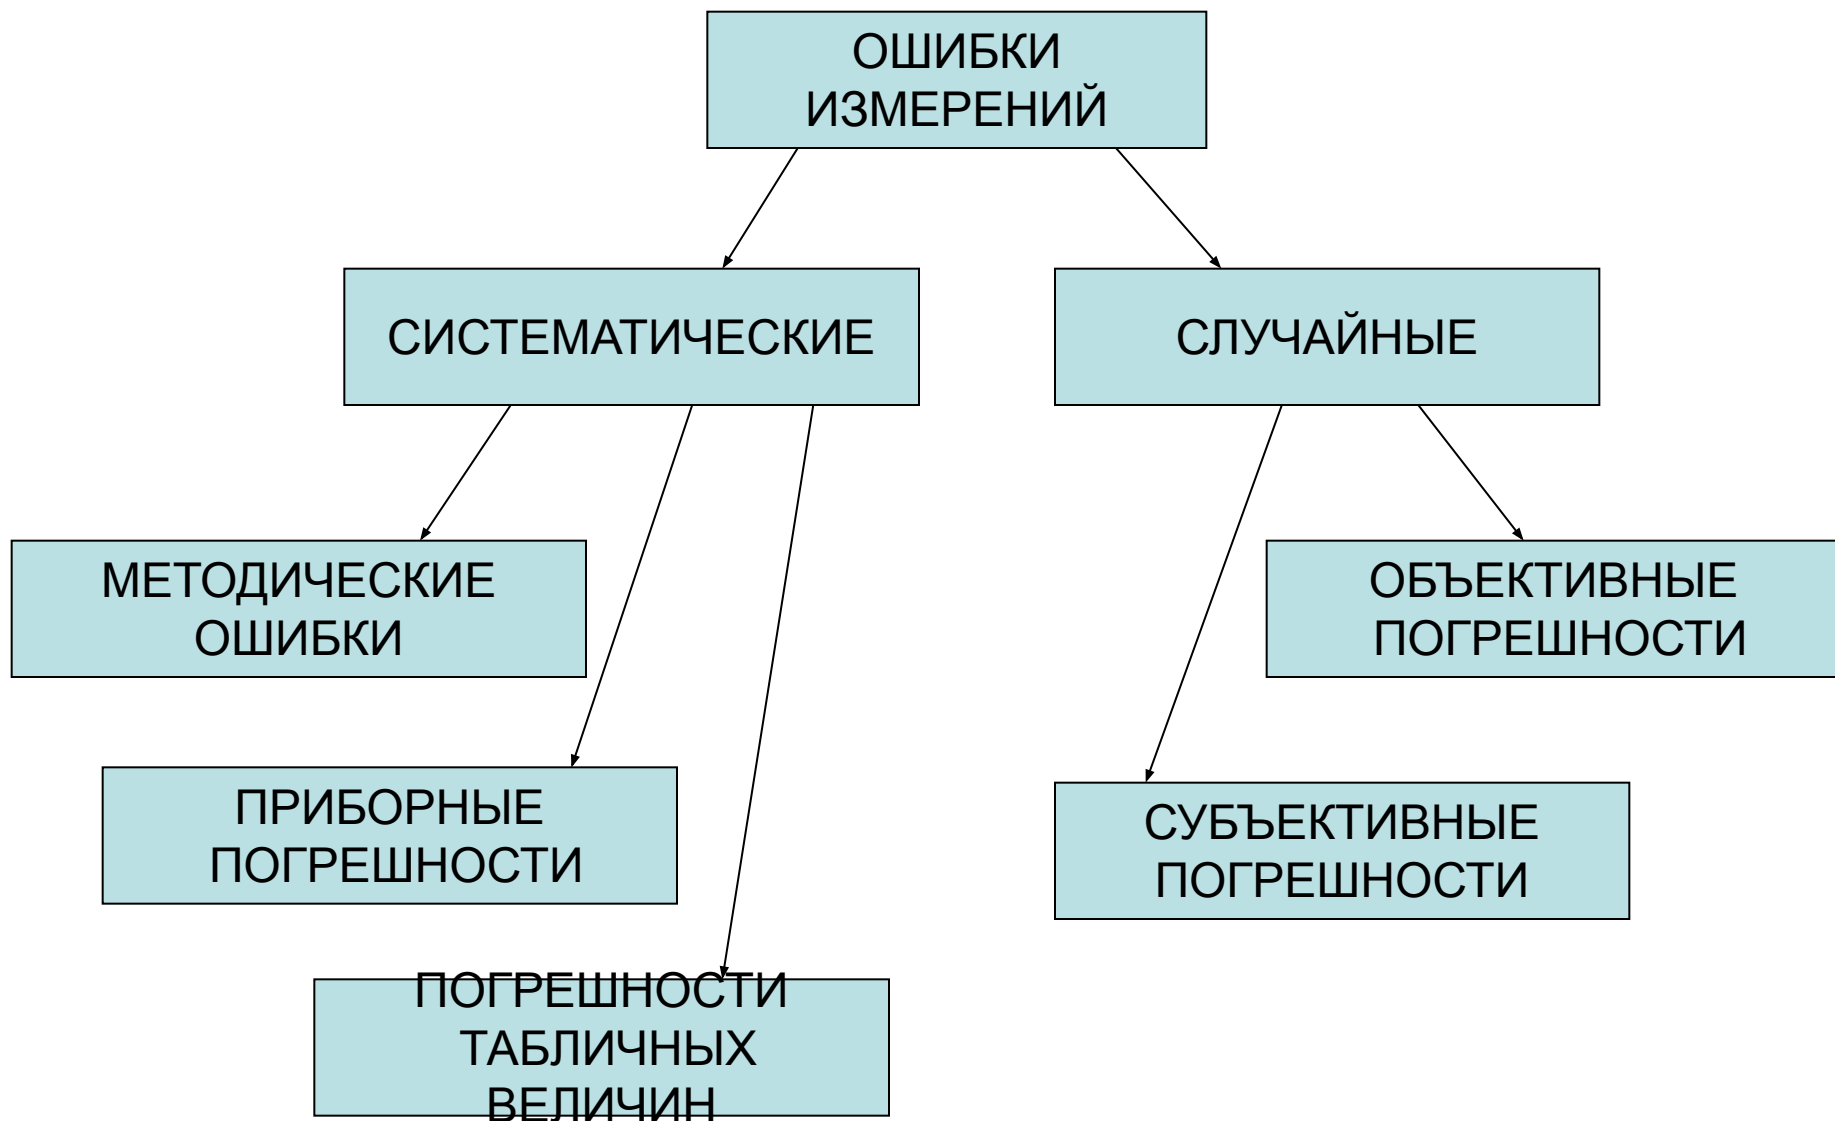 ОШИБКИ
ИЗМЕРЕНИЙ
СИСТЕМАТИЧЕСКИЕ
СЛУЧАЙНЫЕ
МЕТОДИЧЕСКИЕ
ОШИБКИ
ОБЪЕКТИВНЫЕ
ПОГРЕШНОСТИ
ПРИБОРНЫЕ
ПОГРЕШНОСТИ
СУБЪЕКТИВНЫЕ
ПОГРЕШНОСТИ
ПОГРЕШНОСТИ
ТАБЛИЧНЫХ
ВЕЛИЧИН